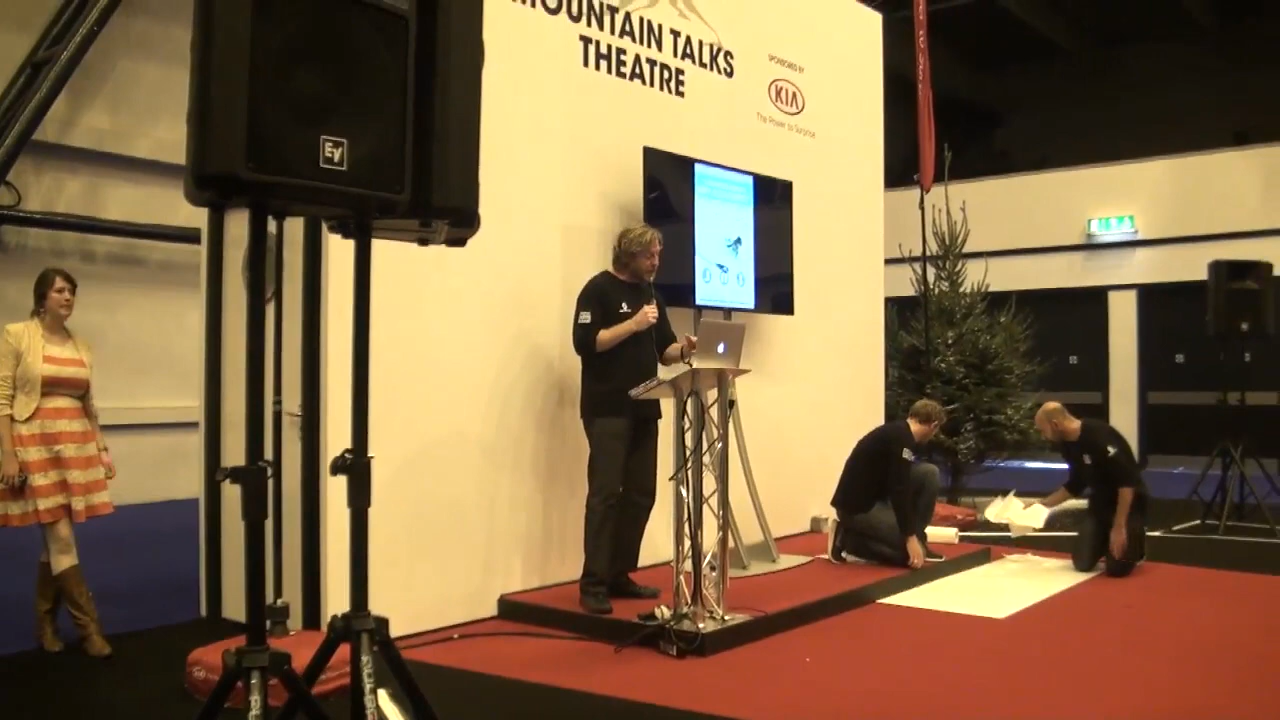 MOUNTAIN TALKS
THEATRE
SPONSORED BY
KIA
The Power to Surprise
EV